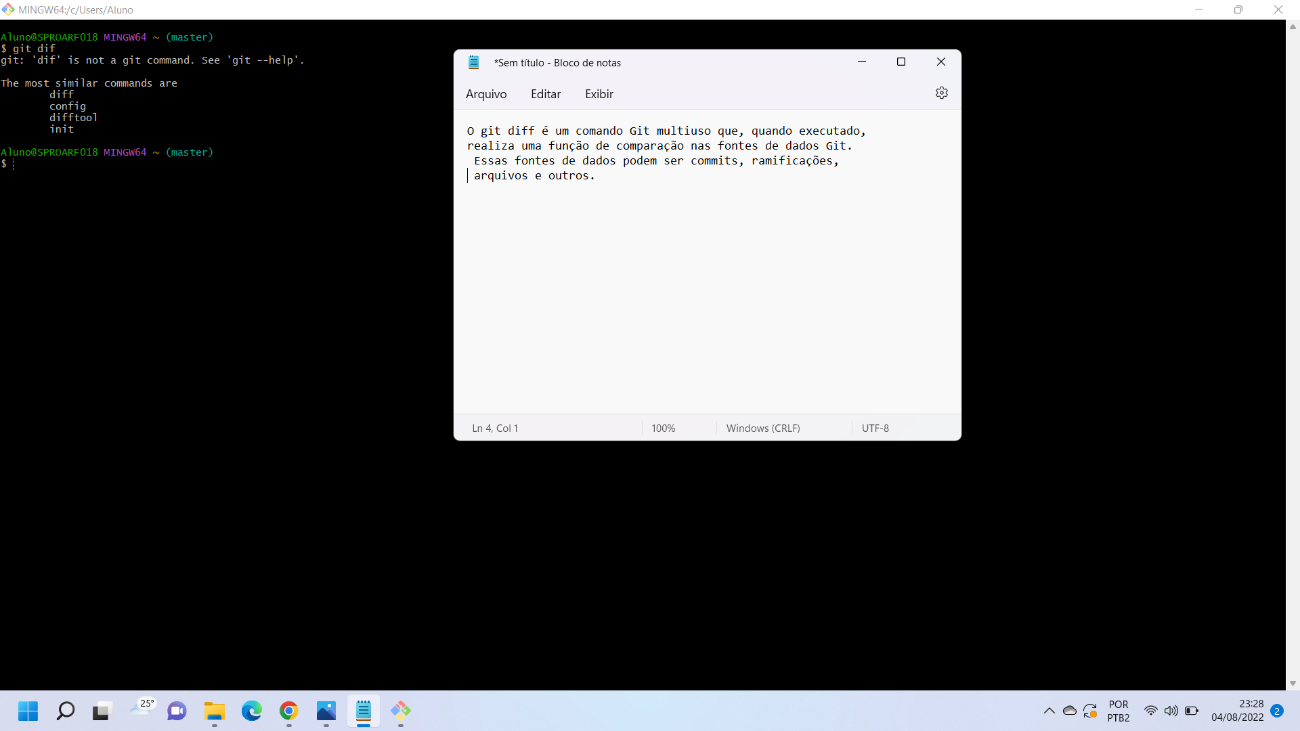 MINGW64:/c/Users/Aluno
Aluno@SPROARF018 MINGW64 ~ (master)
$ git dif
git: 'dif' is not a git command. See 'git --help'.
The most similar commands are
diff
config
difftool
init
Aluno@SPROARF018 MINGW64 ~ (master)
$
*Sem título - Bloco de notas
Arquivo Editar Exibir
O git diff é um comando Git multiuso que, quando executado,
realiza uma função de comparação nas fontes de dados Git.
Essas fontes de dados podem ser commits, ramificações,
arquivos e outros.
Ln 4, Col 1 100% Windows (CRLF) UTF-8
25°
POR
PTB2
23:28
04/08/2022
2